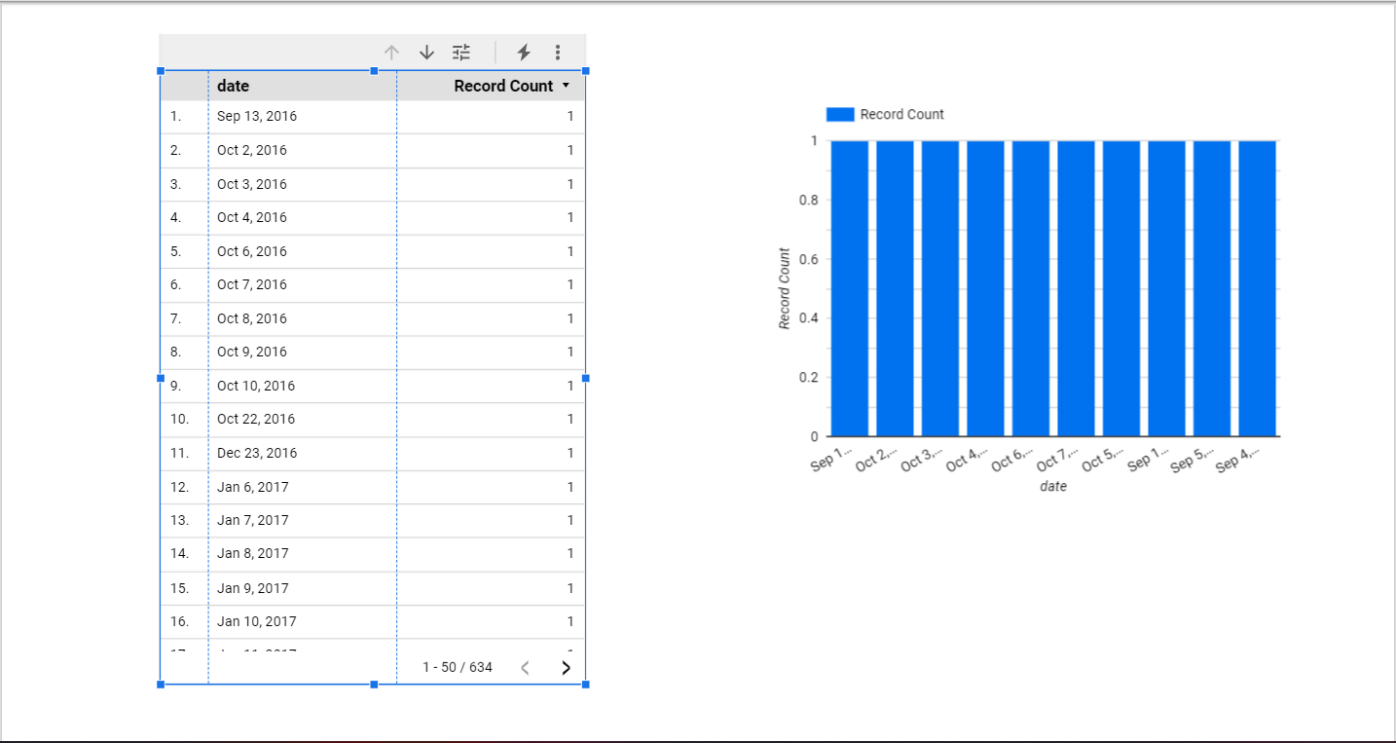 date Record Count
1. Sep 13, 2016 1
2. Oct 2, 2016 1
3. Oct 3, 2016 1
4. Oct 4, 2016 1
5. Oct 6, 2016 1
6. Oct 7, 2016 1
7. Oct 8, 2016 1
8. Oct 9, 2016 1
9. Oct 10, 2016 1
10. Oct 22, 2016 1
11. Dec 23, 2016 1
12. Jan 6, 2017 1
13. Jan 7, 2017 1
14. Jan 8, 2017 1
15. Jan 9, 2017 1
16. Jan 10, 2017 1
1 - 50 / 634
Record Count
1
0.8
0.6
0.4
0.2
0
Record Count
Sep 1... Oct 2,... Oct 3,... Oct 4,... Oct 6,... Oct 7,... Oct 5,... Sep 1... Sep 5,... Sep 4,...
date